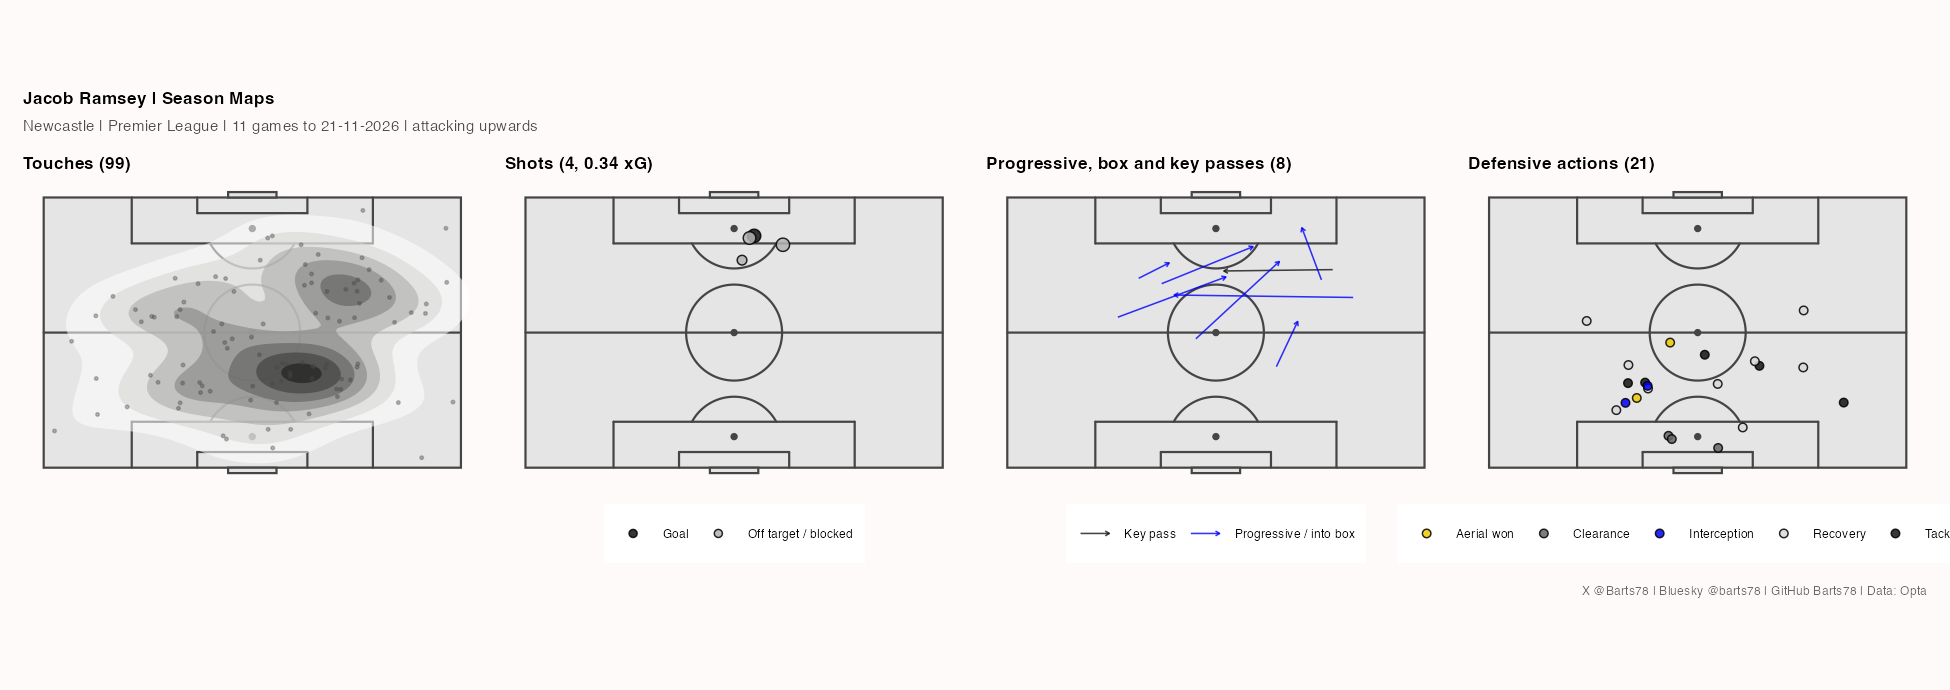 Jacob Ramsey | Season Maps
Newcastle | Premier League | 11 games to 21-11-2026 | attacking upwards
Touches (99)
Shots (4, 0.34 xG)
Progressive, box and key passes (8)
Defensive actions (21)
Goal
Off target / blocked
Key pass
Progressive / into box
Aerial won
Clearance
Interception
Recovery
Tack
X @Barts78 | Bluesky @barts78 | GitHub Barts78 | Data: Opta